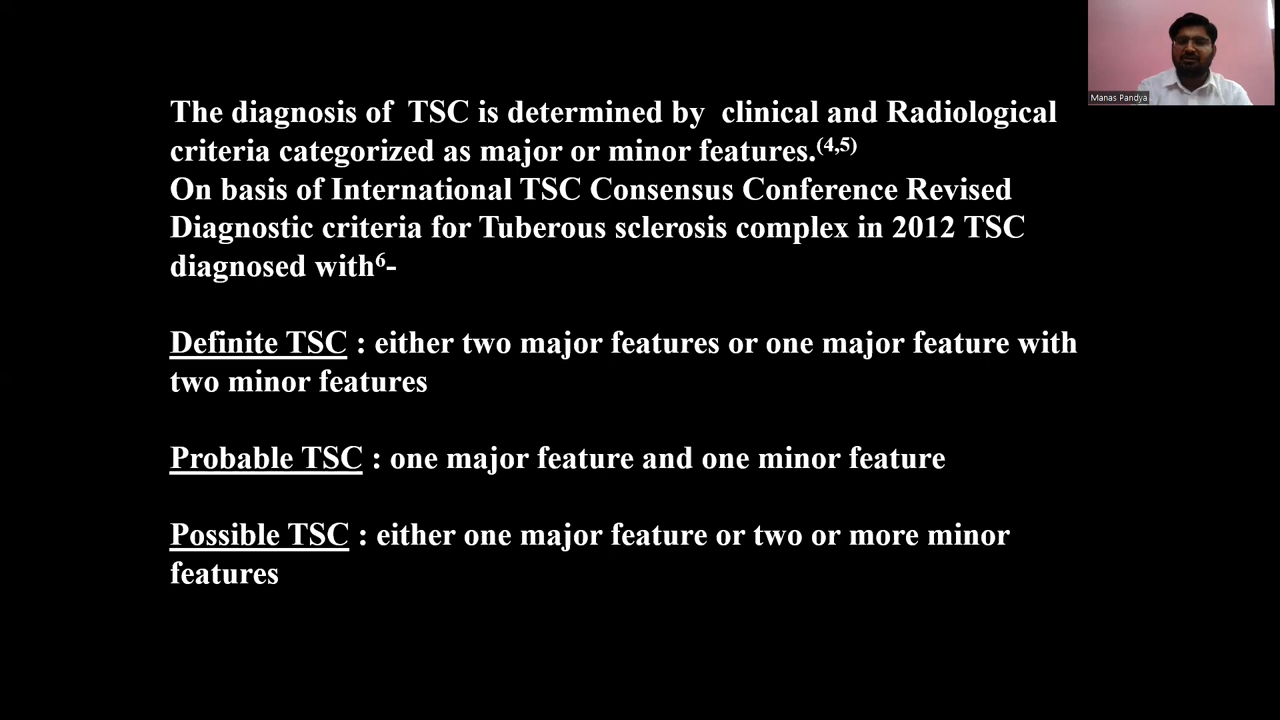 Manas Pandya
The diagnosis of TSC is determined by clinical and Radiological
criteria categorized as major or minor features.(4,5)
On basis of International TSC Consensus Conference Revised
Diagnostic criteria for Tuberous sclerosis complex in 2012 TSC
diagnosed with6-
Definite TSC : either two major features or one major feature with
two minor features
Probable TSC : one major feature and one minor feature
Possible TSC : either one major feature or two or more minor
features